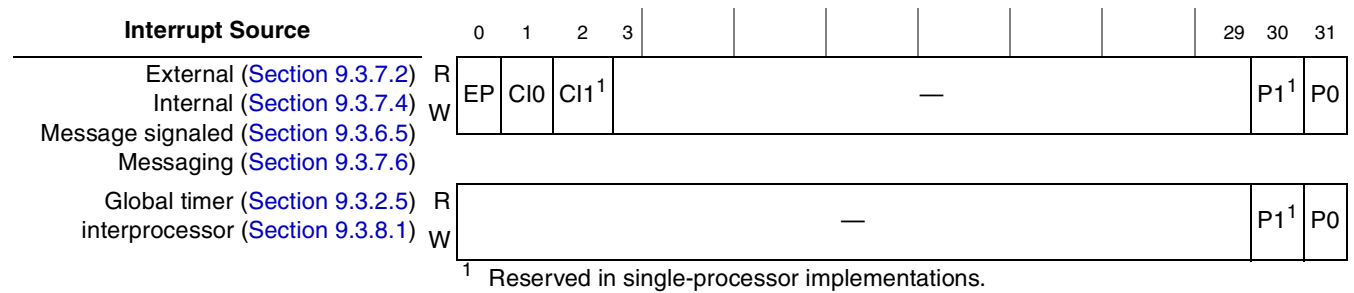 Interrupt Source 0 1 2 3 29 30 31
External (Section 9.3.7.2) R
Internal (Section 9.3.7.4) W
Message signaled (Section 9.3.6.5)
Messaging (Section 9.3.7.6)
EP CI0 CI1¹ — P1¹ P0
Global timer (Section 9.3.2.5) R
interprocessor (Section 9.3.8.1) W
— P1¹ P0
¹ Reserved in single-processor implementations.